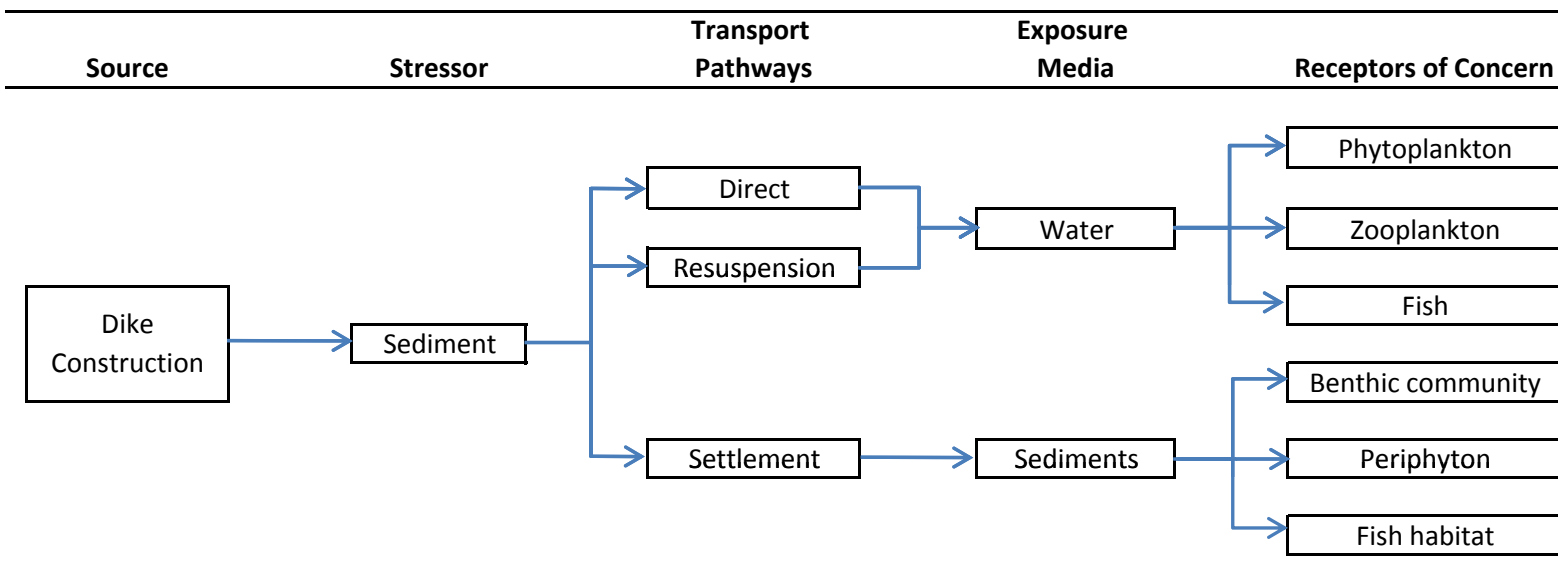 Source
Stressor
Transport
Pathways
Exposure
Media
Receptors of Concern
Dike
Construction
Sediment
Direct
Resuspension
Settlement
Water
Sediments
Phytoplankton
Zooplankton
Fish
Benthic community
Periphyton
Fish habitat